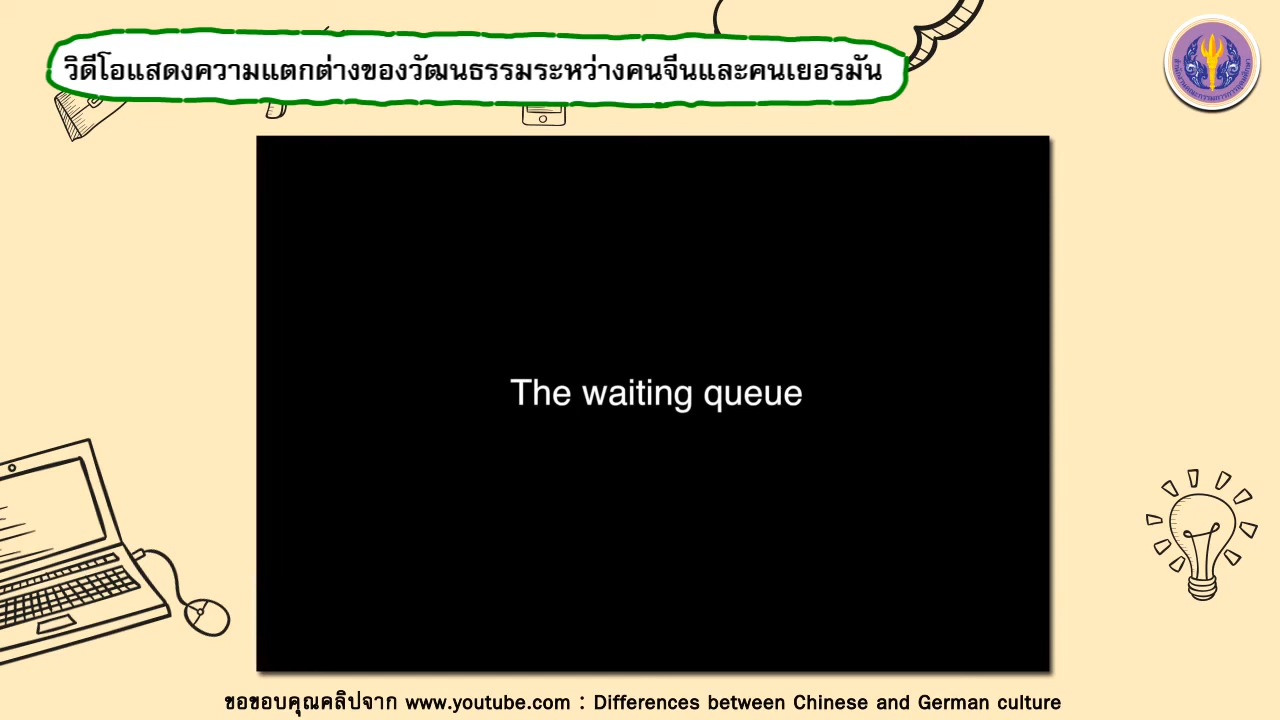 วิดีโอแสดงความแตกต่างของวัฒนธรรมระหว่างคนจีนและคนเยอรมัน
The waiting queue
ขอขอบคุณคลิปจาก www.youtube.com : Differences between Chinese and German culture